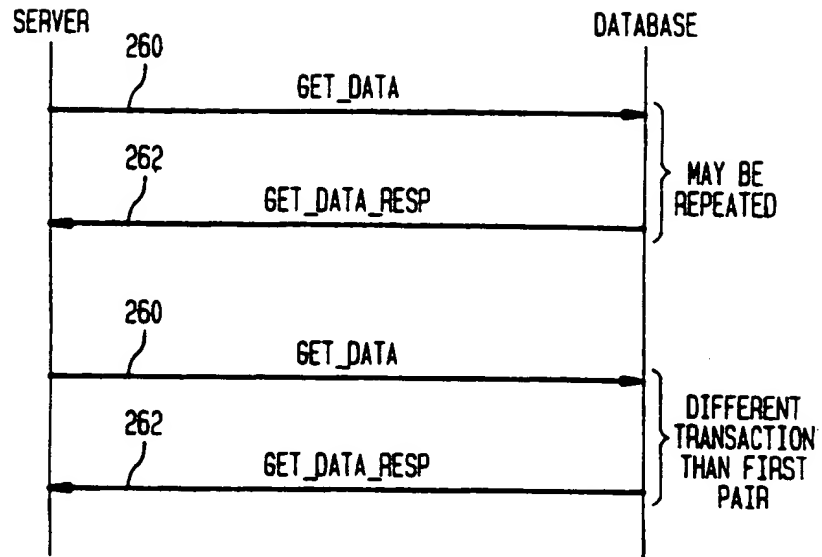 SERVER
DATABASE
260
GET_DATA
262
GET_DATA_RESP
MAY BE
REPEATED
260
GET_DATA
262
GET_DATA_RESP
DIFFERENT
TRANSACTION
THAN FIRST
PAIR